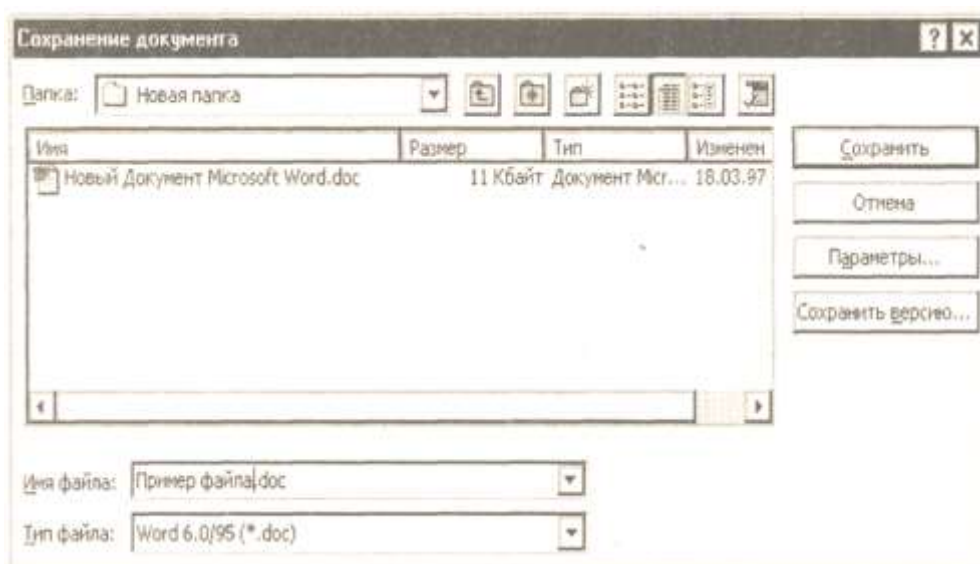 Сохранение документа
Папка: Новая папка
Имя Размер Тип Изменен
Новый Документ Microsoft Word.doc 11 Кбайт Документ Micr... 18.03.97
Сохранить
Отмена
Параметры...
Сохранить версию...
Имя файла: Пример файла.doc
Тип файла: Word 6.0/95 (*.doc)